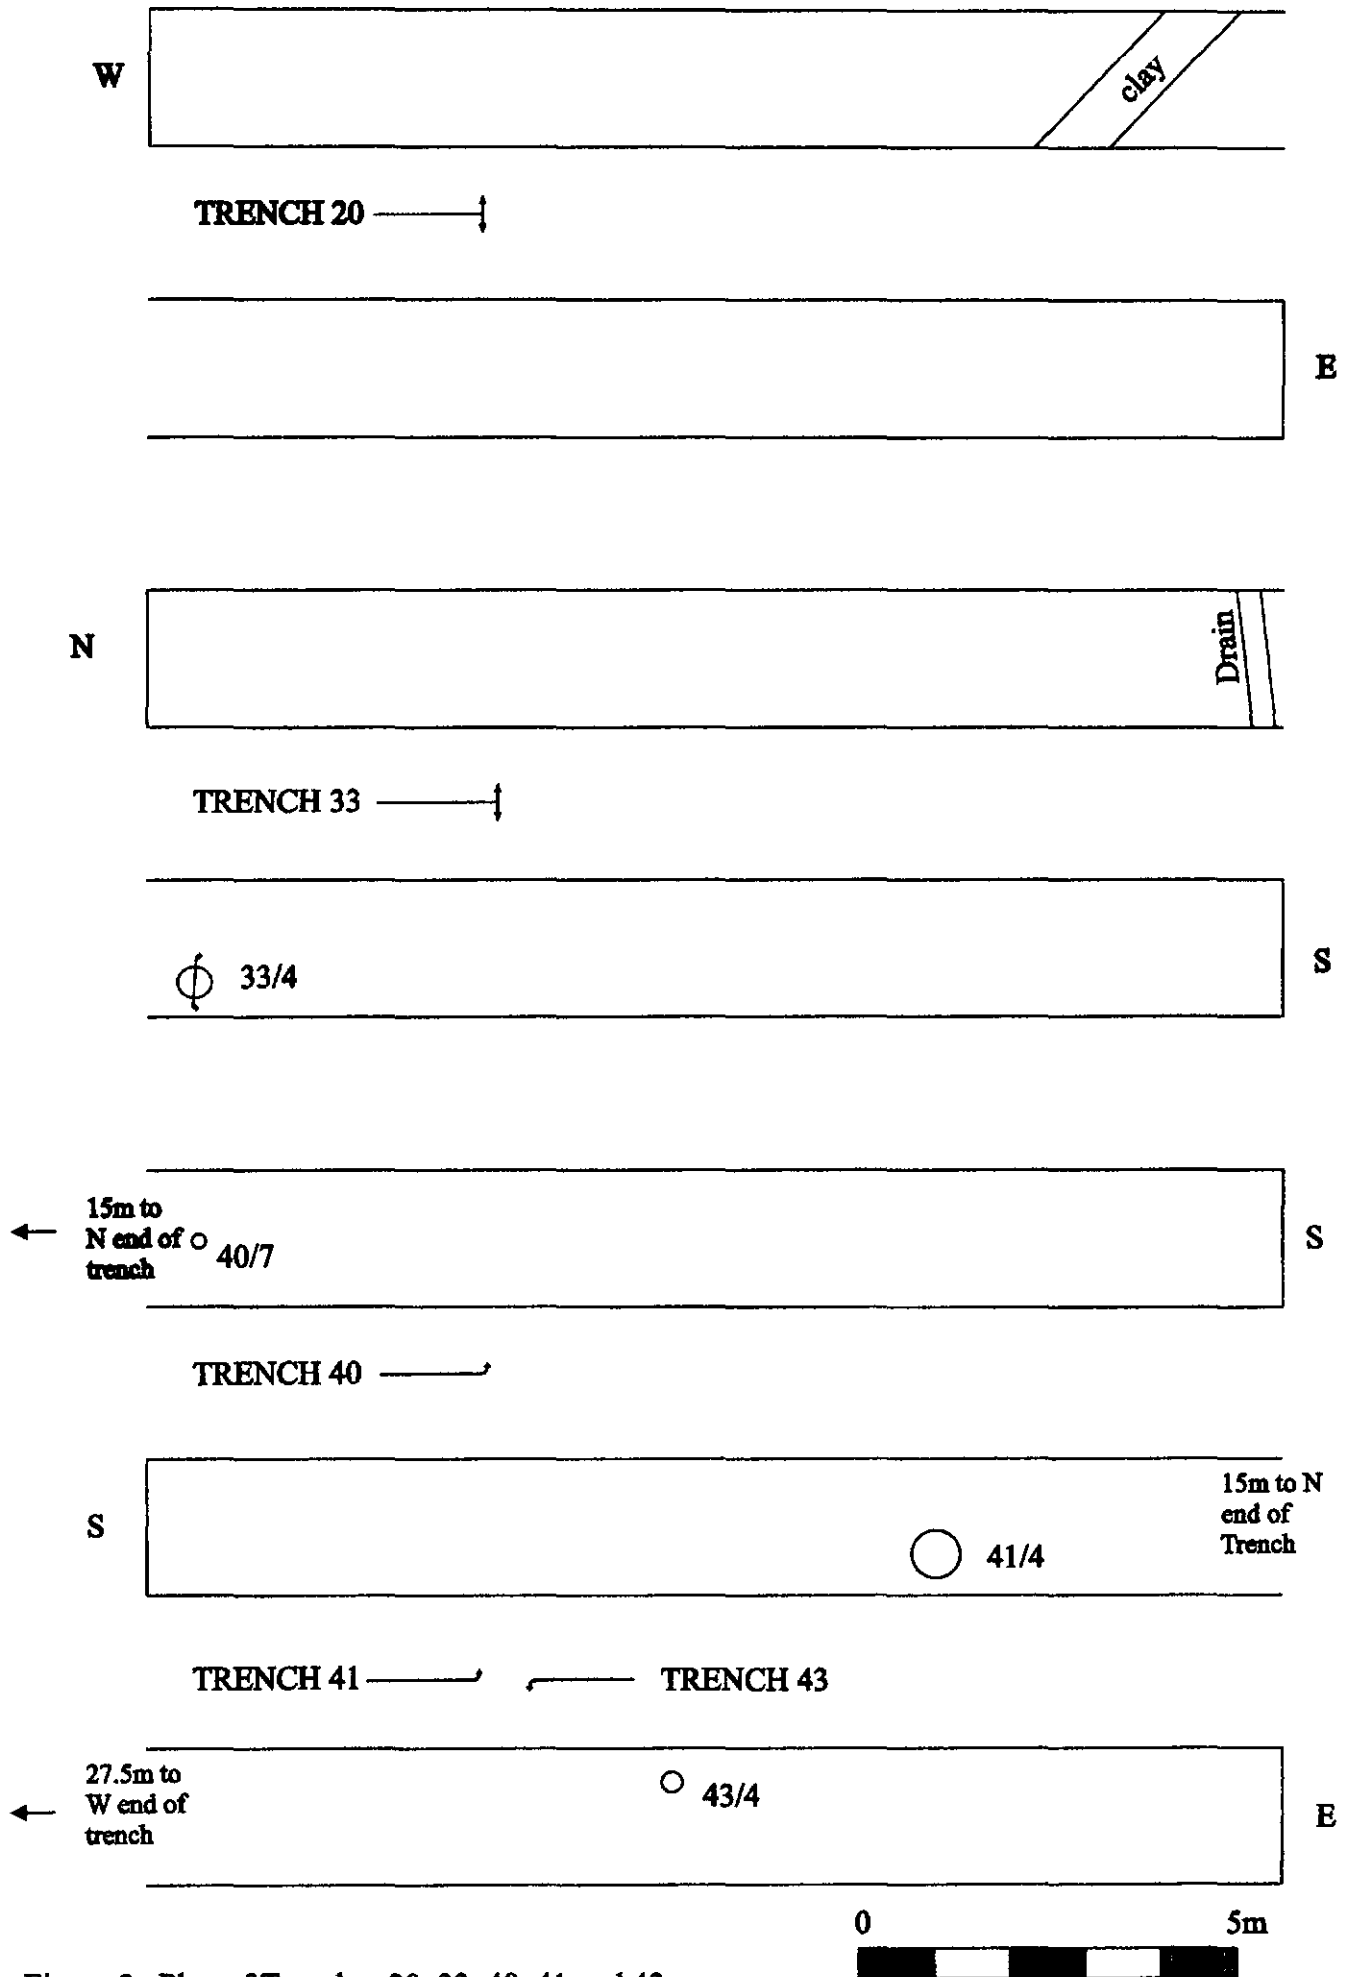 W
clay
TRENCH 20
E
N
Drain
TRENCH 33
33/4
S
15m to
N end of
trench
40/7
S
TRENCH 40
S
15m to N
end of
Trench
41/4
TRENCH 41
TRENCH 43
27.5m to
W end of
trench
43/4
E
0 5m